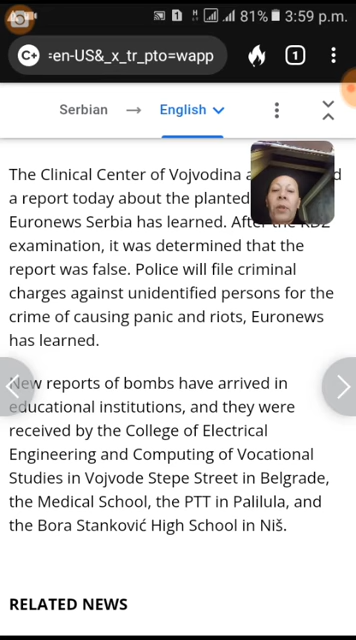 81% 3:59 p.m.
C+ :en-US&_x_tr_pto=wapp 1
Serbian → English
The Clinical Center of Vojvodina a d
a report today about the planted
Euronews Serbia has learned. After the KDZ
examination, it was determined that the
report was false. Police will file criminal
charges against unidentified persons for the
crime of causing panic and riots, Euronews
has learned.
New reports of bombs have arrived in
educational institutions, and they were
received by the College of Electrical
Engineering and Computing of Vocational
Studies in Vojvode Stepe Street in Belgrade,
the Medical School, the PTT in Palilula, and
the Bora Stanković High School in Niš.
RELATED NEWS